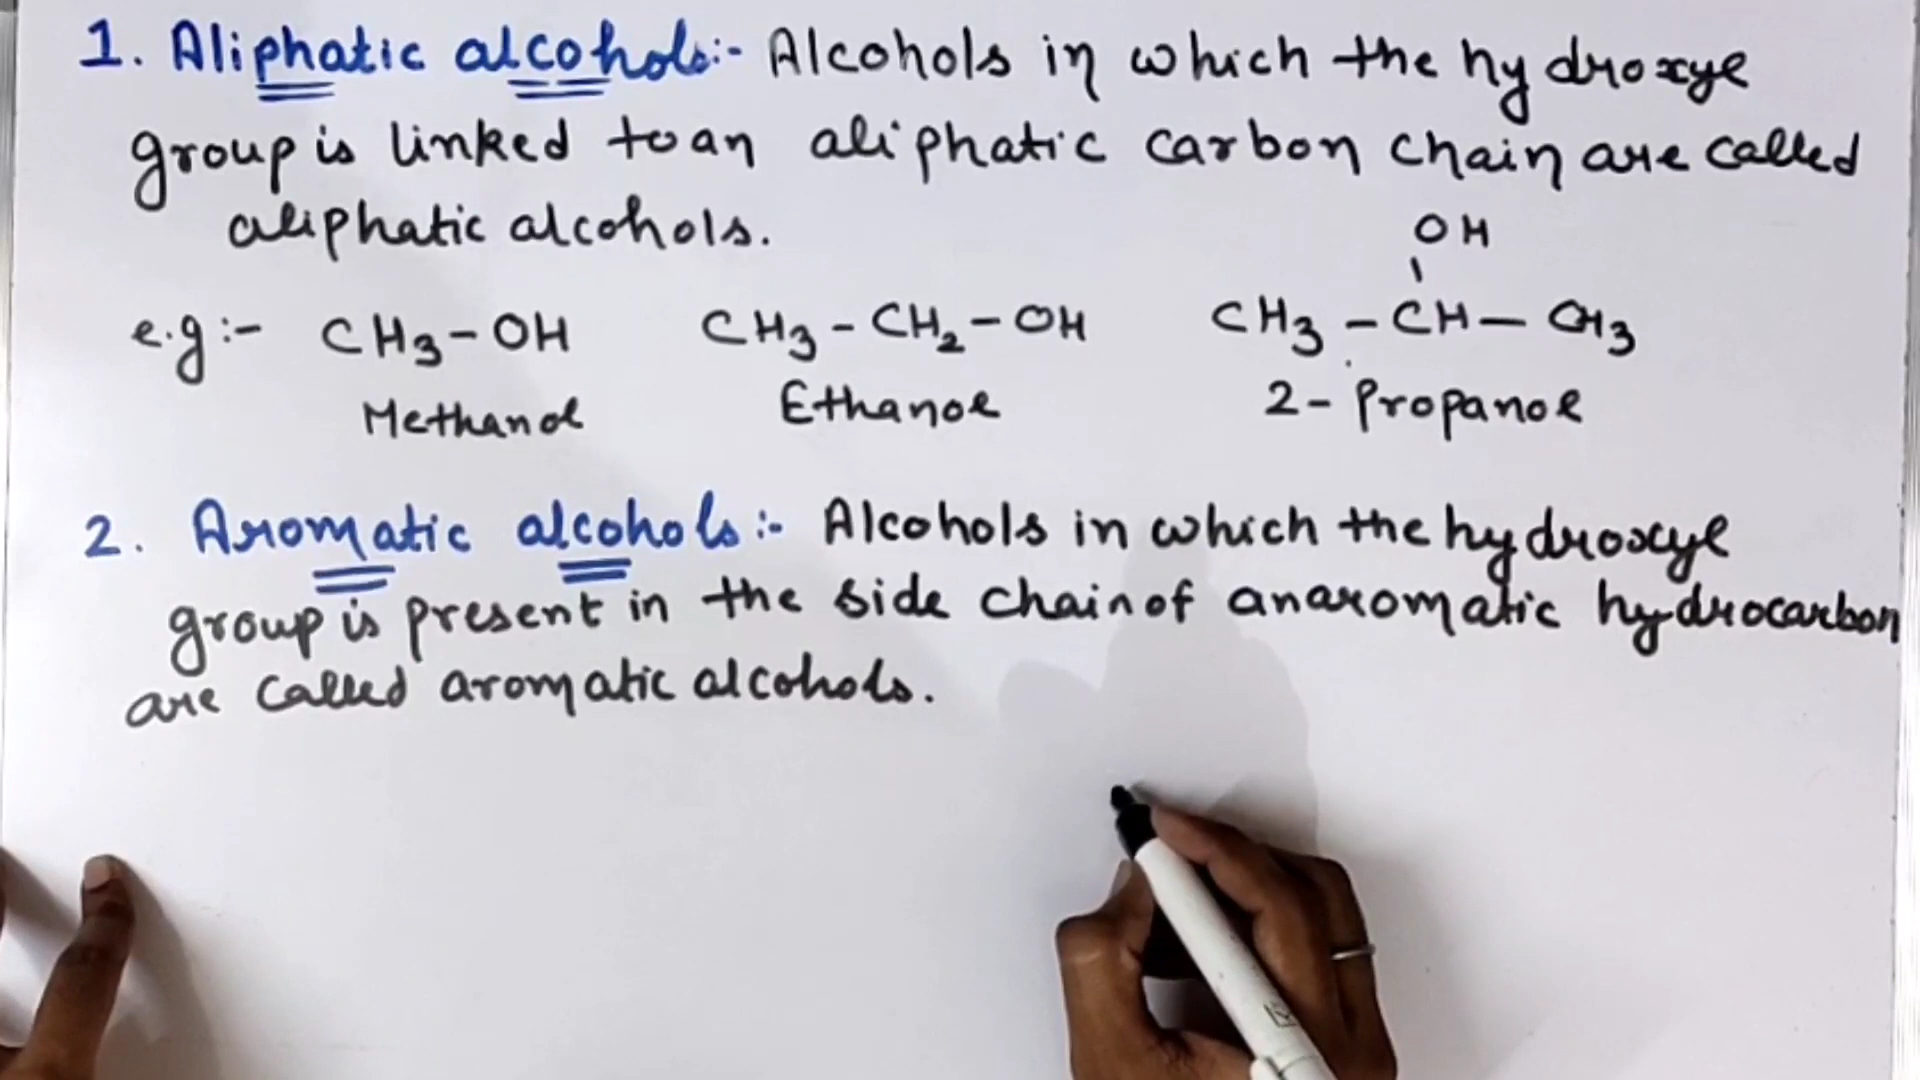 1. Aliphatic alcohols:- Alcohols in which the hydroxyl
group is linked to an aliphatic carbon chain are called
aliphatic alcohols.
OH
e.g:- CH3-OH CH3-CH2-OH CH3-CH-CH3
Methanol Ethanol 2-Propanol
2. Aromatic alcohols:- Alcohols in which the hydroxyl
group is present in the side chain of an aromatic hydrocarbon
are called aromatic alcohols.